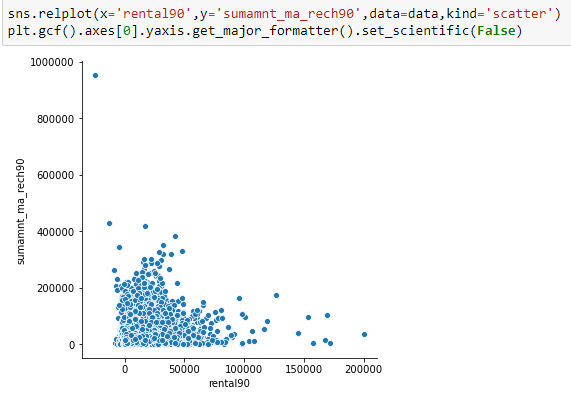 sns.relplot(x='rental90',y='sumamnt_ma_rech90',data=data,kind='scatter')
plt.gcf().axes[0].yaxis.get_major_formatter().set_scientific(False)
1000000
800000
600000
400000
200000
0
sumamnt_ma_rech90
0 50000 100000 150000 200000
rental90